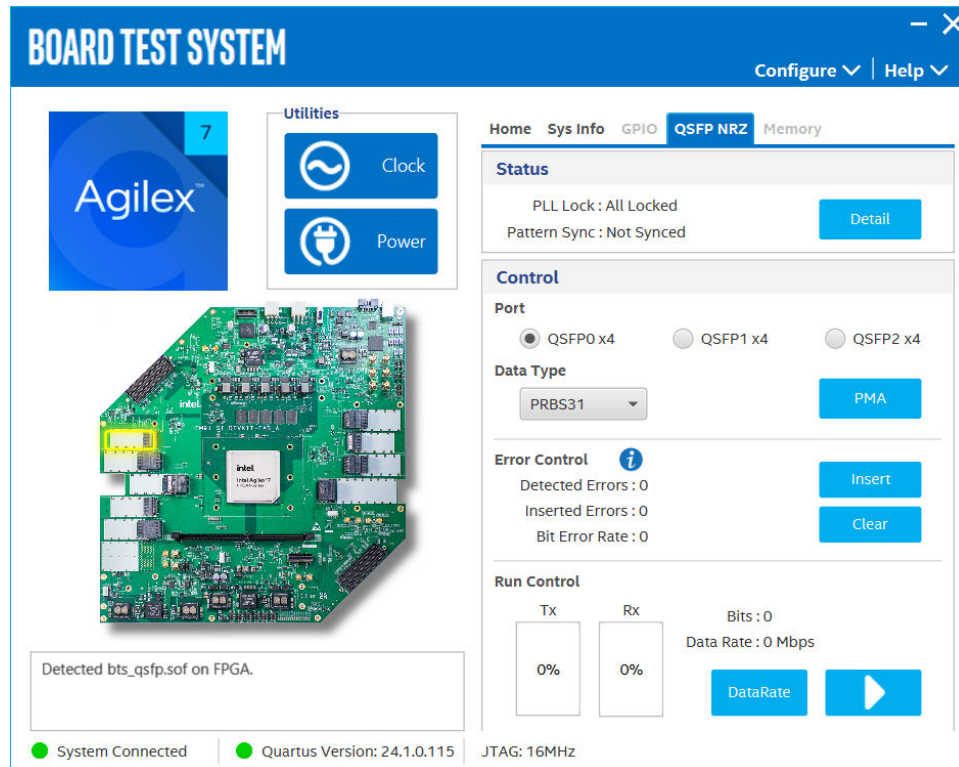 BOARD TEST SYSTEM
Configure
Help
7
Agilex™
Utilities
Clock
Power
Home Sys Info GPIO QSFP NRZ Memory
Status
PLL Lock : All Locked
Pattern Sync : Not Synced
Detail
Control
Port
QSFP0 x4 QSFP1 x4 QSFP2 x4
Data Type
PRBS31
PMA
Error Control i
Detected Errors : 0
Inserted Errors : 0
Bit Error Rate : 0
Insert
Clear
Run Control
Tx Rx
0% 0%
Bits : 0
Data Rate : 0 Mbps
DataRate
intel
intel
Detected bts_qsfp.sof on FPGA.
System Connected
Quartus Version: 24.1.0.115
JTAG: 16MHz